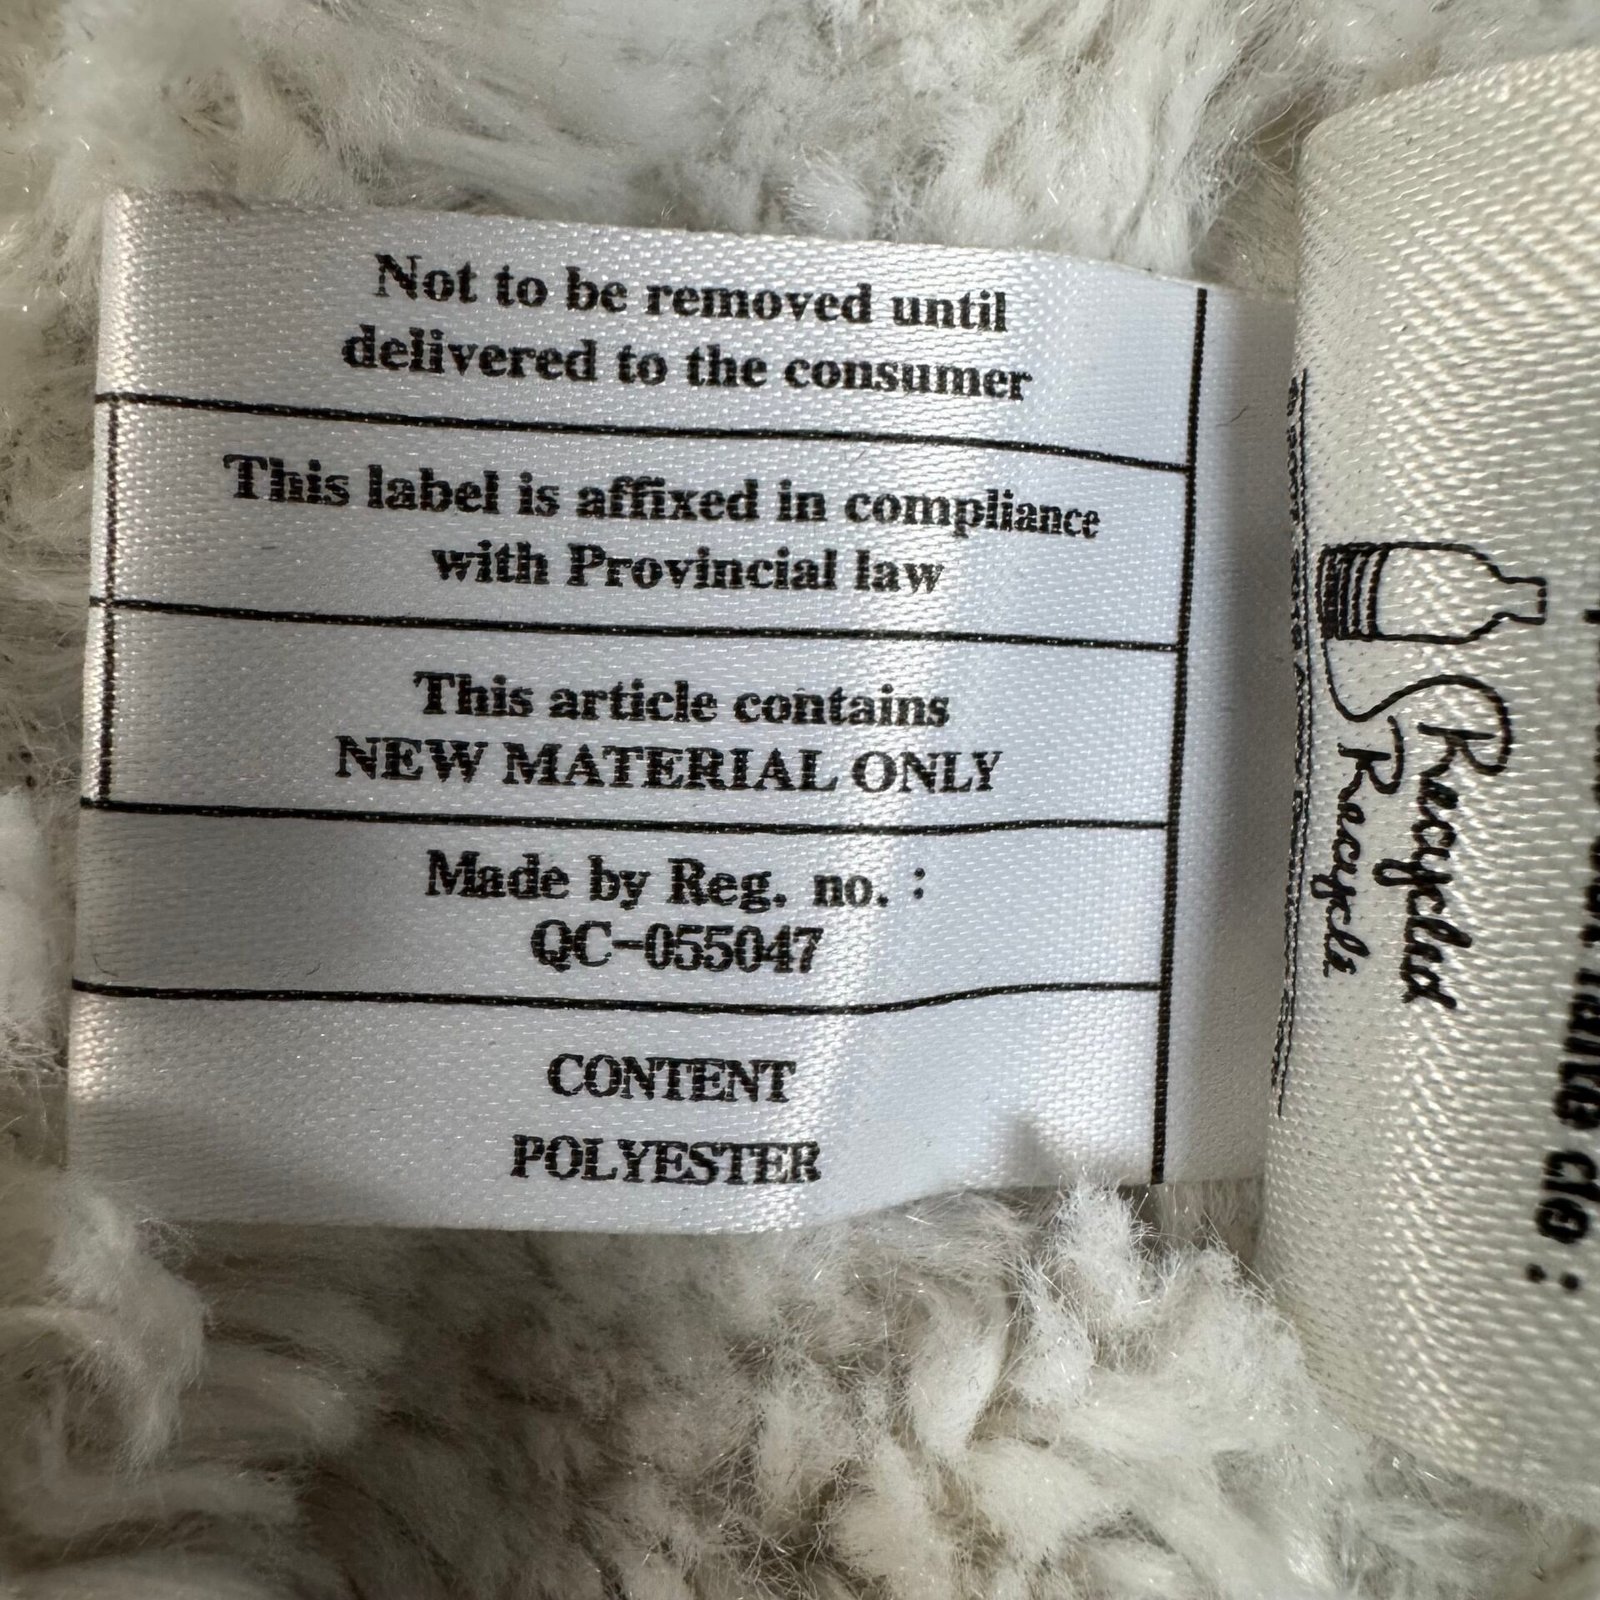 Not to be removed until
delivered to the consumer
This label is affixed in compliance
with Provincial law
This article contains
NEW MATERIAL ONLY
Made by Reg. no. :
QC-055047
CONTENT
POLYESTER
Recycled
Recycle